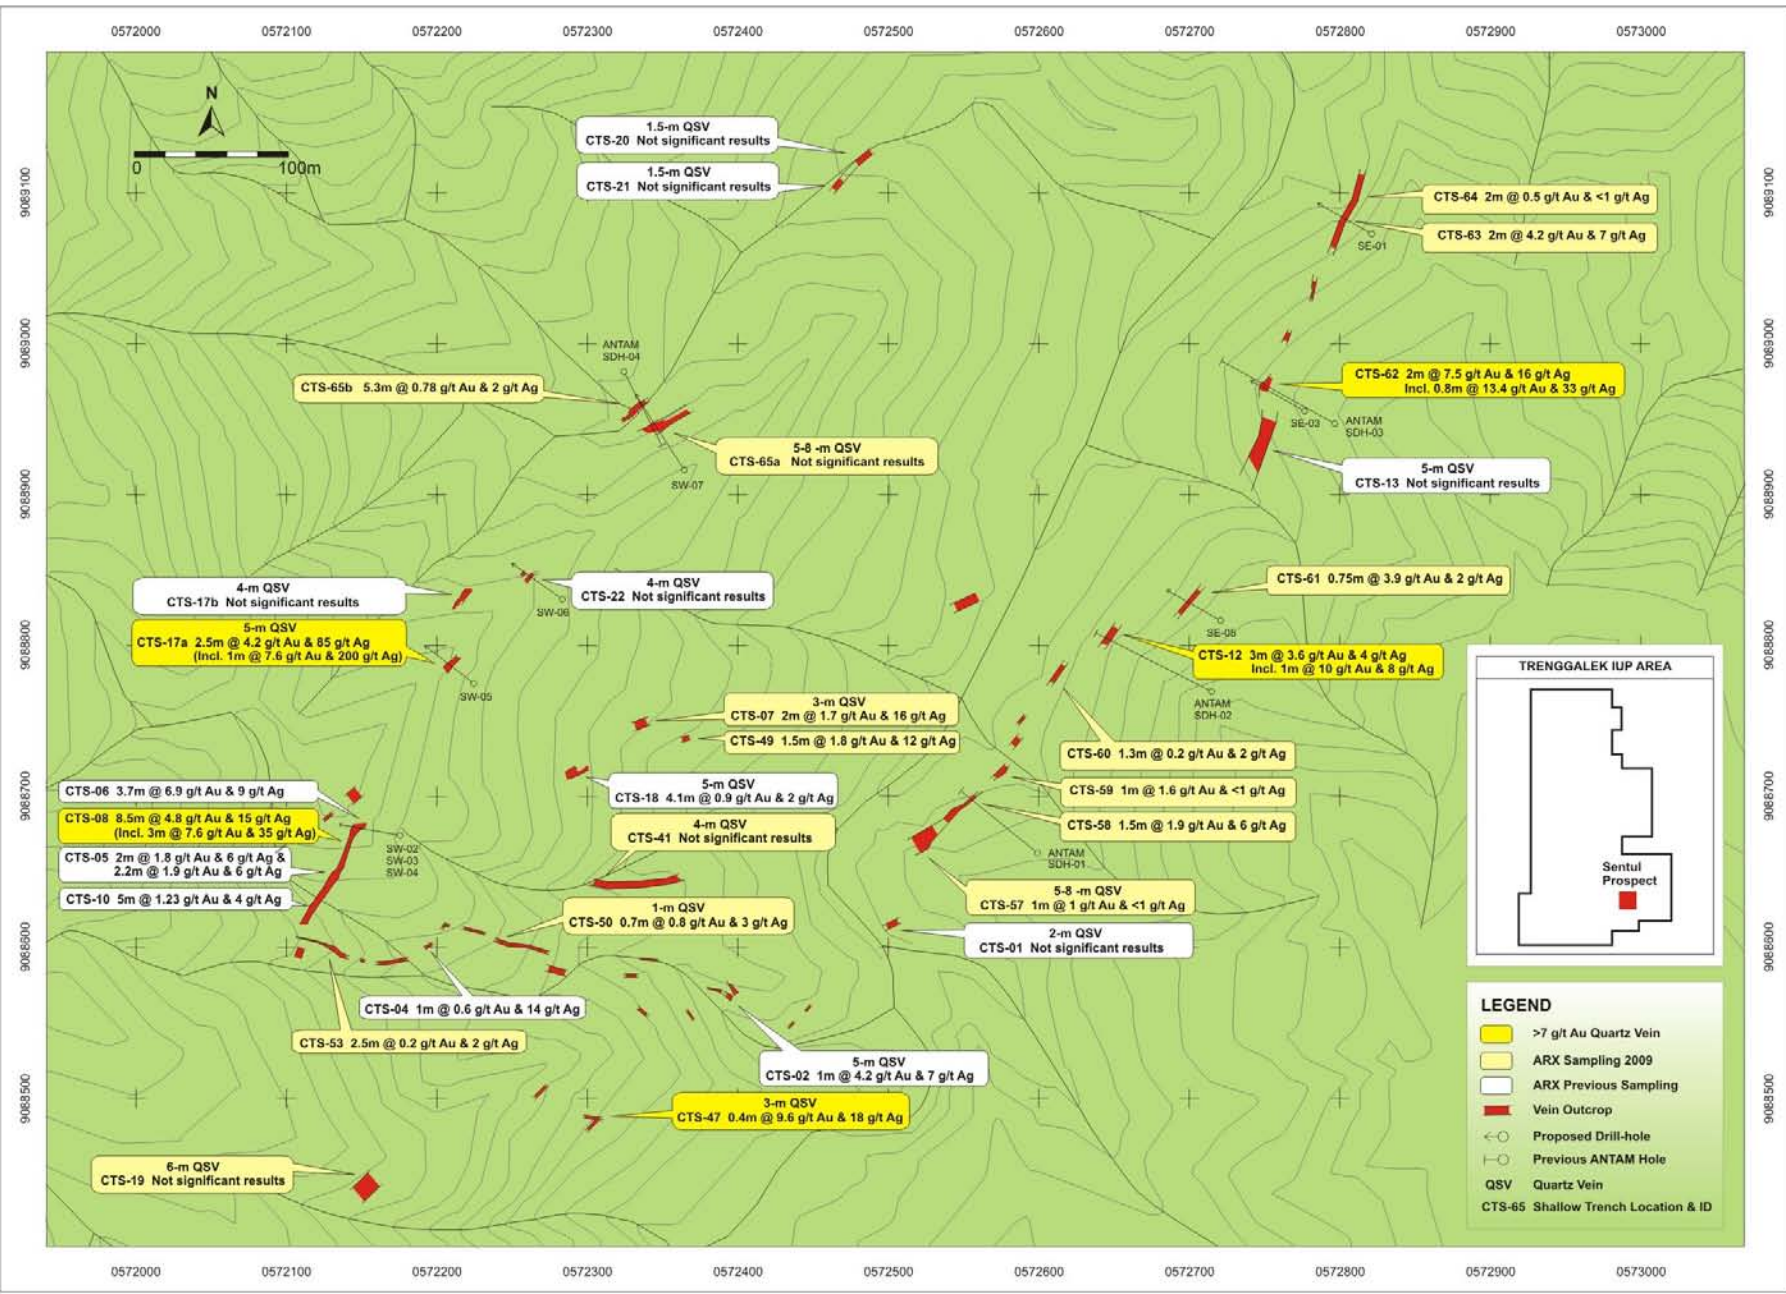 0572000 0572100 0572200 0572300 0572400 0572500 0572600 0572700 0572800 0572900 0573000
N
0 100m
9089100
9089000
9088900
9088800
9088700
9088600
9088500
9089100
9089000
9088900
9088800
9088700
9088600
9088500
1.5-m QSV
CTS-20 Not significant results
1.5-m QSV
CTS-21 Not significant results
CTS-64 2m @ 0.5 g/t Au & <1 g/t Ag
CTS-63 2m @ 4.2 g/t Au & 7 g/t Ag
SE-01
ANTAM
SDH-04
CTS-65b 5.3m @ 0.78 g/t Au & 2 g/t Ag
CTS-62 2m @ 7.5 g/t Au & 16 g/t Ag
Incl. 0.8m @ 13.4 g/t Au & 33 g/t Ag
SE-03
ANTAM
SDH-03
5-8 -m QSV
CTS-65a Not significant results
SW-07
5-m QSV
CTS-13 Not significant results
4-m QSV
CTS-17b Not significant results
4-m QSV
CTS-22 Not significant results
SW-06
CTS-61 0.75m @ 3.9 g/t Au & 2 g/t Ag
SE-08
5-m QSV
CTS-17a 2.5m @ 4.2 g/t Au & 85 g/t Ag
(Incl. 1m @ 7.6 g/t Au & 200 g/t Ag)
SW-05
CTS-12 3m @ 3.6 g/t Au & 4 g/t Ag
Incl. 1m @ 10 g/t Au & 8 g/t Ag
ANTAM
SDH-02
3-m QSV
CTS-07 2m @ 1.7 g/t Au & 16 g/t Ag
CTS-49 1.5m @ 1.8 g/t Au & 12 g/t Ag
CTS-60 1.3m @ 0.2 g/t Au & 2 g/t Ag
5-m QSV
CTS-18 4.1m @ 0.9 g/t Au & 2 g/t Ag
CTS-59 1m @ 1.6 g/t Au & <1 g/t Ag
CTS-58 1.5m @ 1.9 g/t Au & 6 g/t Ag
CTS-06 3.7m @ 6.9 g/t Au & 9 g/t Ag
CTS-08 8.5m @ 4.8 g/t Au & 15 g/t Ag
(Incl. 3m @ 7.6 g/t Au & 35 g/t Ag)
CTS-05 2m @ 1.8 g/t Au & 6 g/t Ag &
2.2m @ 1.9 g/t Au & 6 g/t Ag
CTS-10 5m @ 1.23 g/t Au & 4 g/t Ag
SW-02
SW-03
SW-04
4-m QSV
CTS-41 Not significant results
ANTAM
SDH-01
5-8 -m QSV
CTS-57 1m @ 1 g/t Au & <1 g/t Ag
1-m QSV
CTS-50 0.7m @ 0.8 g/t Au & 3 g/t Ag
2-m QSV
CTS-01 Not significant results
CTS-04 1m @ 0.6 g/t Au & 14 g/t Ag
CTS-53 2.5m @ 0.2 g/t Au & 2 g/t Ag
5-m QSV
CTS-02 1m @ 4.2 g/t Au & 7 g/t Ag
3-m QSV
CTS-47 0.4m @ 9.6 g/t Au & 18 g/t Ag
6-m QSV
CTS-19 Not significant results
TRENGGALEK IUP AREA
Sentul
Prospect
LEGEND
>7 g/t Au Quartz Vein
ARX Sampling 2009
ARX Previous Sampling
Vein Outcrop
Proposed Drill-hole
Previous ANTAM Hole
QSV Quartz Vein
CTS-65 Shallow Trench Location & ID
0572000 0572100 0572200 0572300 0572400 0572500 0572600 0572700 0572800 0572900 0573000